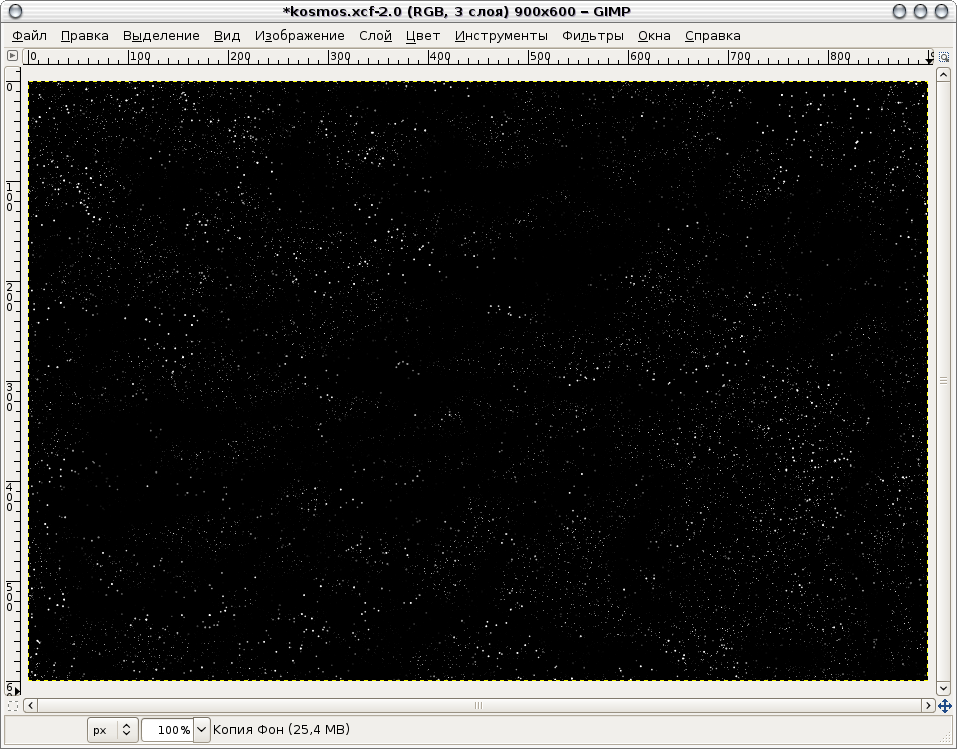 *kosmos.xcf-2.0 (RGB, 3 слоя) 900x600 – GIMP
Файл Правка Выделение Вид Изображение Слой Цвет Инструменты Фильтры Окна Справка
0 100 200 300 400 500 600 700 800 9
0
100
200
300
400
500
6
px 100% Копия Фон (25,4 MB)